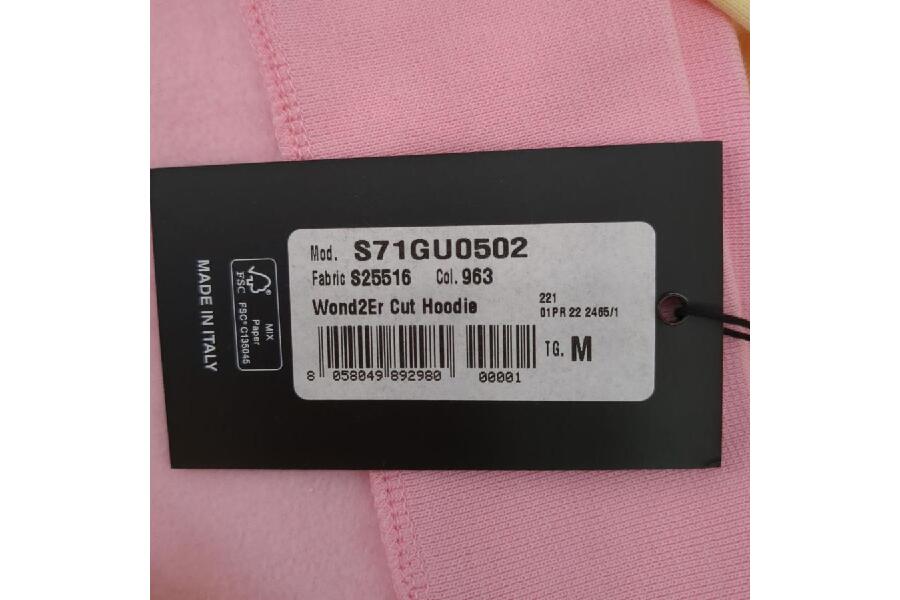 Mod. S71GU0502
Fabric S25516 Col. 963
Wond2Er Cut Hoodie
221
01PR 22 2465/1
TG. M
8 058049 892980 00001
MADE IN ITALY
FSC
MIX
Paper
FSC® C135045